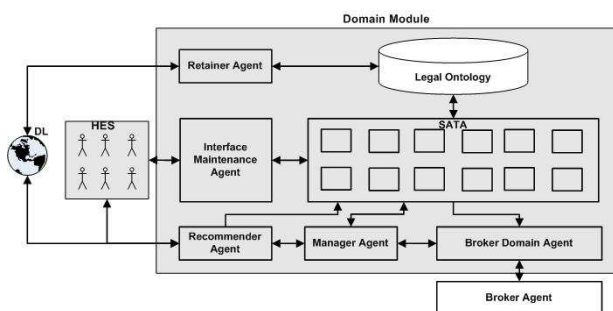 Domain Module
Retainer Agent
Legal Ontology
DL
HES
SATA
Interface
Maintenance
Agent
Recommender
Agent
Manager Agent
Broker Domain Agent
Broker Agent